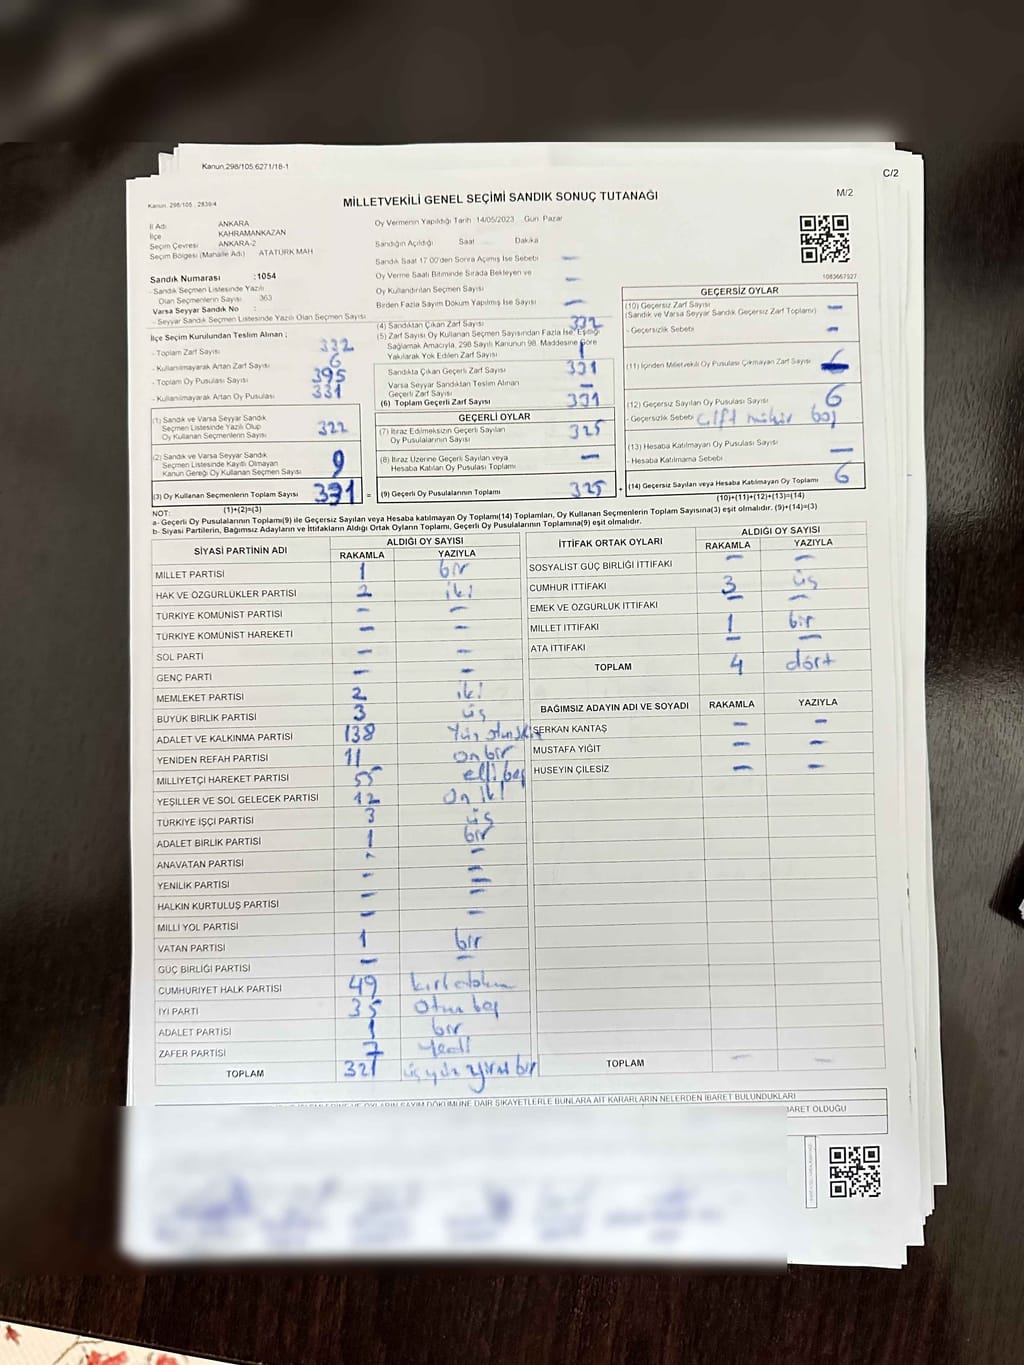 Kanun.298/105.6271/18-1
C/2
Kanun. 298/105 . 2839/4
MİLLETVEKİLİ GENEL SEÇİMİ SANDIK SONUÇ TUTANAĞI
M/2
İl Adı ANKARA
İlçe KAHRAMANKAZAN
Seçim Çevresi ANKARA-2
Seçim Bölgesi (Mahalle Adı) ATATÜRK MAH
Oy Vermenin Yapıldığı Tarih 14/05/2023 Gün Pazar
Sandığın Açıldığı Saat Dakika
Sandık Saat 17 00'den Sonra Açılmış İse Sebebi —
Oy Verme Saati Bitiminde Sırada Bekleyen ve
Oy Kullandırılan Seçmen Sayısı —
Birden Fazla Sayım Döküm Yapılmış İse Sayısı —
1083667527
Sandık Numarası :1054
- Sandık Seçmen Listesinde Yazılı
Olan Seçmenlerin Sayısı 363
Varsa Seyyar Sandık No :
- Seyyar Sandık Seçmen Listesinde Yazılı Olan Seçmen Sayısı
İlçe Seçim Kurulundan Teslim Alınan ;
- Toplam Zarf Sayısı 332
- Kullanılmayarak Artan Zarf Sayısı 6
- Toplam Oy Pusulası Sayısı 395
- Kullanılmayarak Artan Oy Pusulası 331
(1) Sandık ve Varsa Seyyar Sandık
Seçmen Listesinde Yazılı Olup
Oy Kullanan Seçmenlerin Sayısı 322
(2) Sandık ve Varsa Seyyar Sandık
Seçmen Listesinde Kayıtlı Olmayan
Kanun Gereği Oy Kullanan Seçmen Sayısı 9
(3) Oy Kullanan Seçmenlerin Toplam Sayısı 331 =
(1)+(2)=(3)
(4) Sandıktan Çıkan Zarf Sayısı 332
(5) Zarf Sayısı Oy Kullanan Seçmen Sayısından Fazla İse, Eşitliği
Sağlamak Amacıyla, 298 Sayılı Kanunun 98. Maddesine Göre
Yakılarak Yok Edilen Zarf Sayısı 1
Sandıkta Çıkan Geçerli Zarf Sayısı 331
Varsa Seyyar Sandıktan Teslim Alınan
Geçerli Zarf Sayısı —
(6) Toplam Geçerli Zarf Sayısı 331
GEÇERLİ OYLAR
(7) İtiraz Edilmeksizin Geçerli Sayılan
Oy Pusulalarının Sayısı 325
(8) İtiraz Üzerine Geçerli Sayılan veya
Hesaba Katılan Oy Pusulası Toplamı —
(9) Geçerli Oy Pusulalarının Toplamı 325 +
GEÇERSİZ OYLAR
(10) Geçersiz Zarf Sayısı —
(Sandık ve Varsa Seyyar Sandık Geçersiz Zarf Toplamı)
- Geçersizlik Sebebi —
(11) İçinden Milletvekili Oy Pusulası Çıkmayan Zarf Sayısı
(12) Geçersiz Sayılan Oy Pusulası Sayısı 6
- Geçersizlik Sebebi çift mühür boş
(13) Hesaba Katılmayan Oy Pusulası Sayısı —
- Hesaba Katılmama Sebebi
(14) Geçersiz Sayılan veya Hesaba Katılmayan Oy Toplamı 6
(10)+(11)+(12)+(13)=(14)
NOT:
a- Geçerli Oy Pusulalarının Toplamı(9) ile Geçersiz Sayılan veya Hesaba katılmayan Oy Toplamı(14) Toplamları, Oy Kullanan Seçmenlerin Toplam Sayısına(3) eşit olmalıdır. (9)+(14)=(3)
b- Siyasi Partilerin, Bağımsız Adayların ve İttifakların Aldığı Ortak Oyların Toplamı, Geçerli Oy Pusulalarının Toplamına(9) eşit olmalıdır.
SİYASİ PARTİNİN ADI ALDIĞI OY SAYISI
RAKAMLA YAZIYLA
MİLLET PARTİSİ 1 bir
HAK VE ÖZGÜRLÜKLER PARTİSİ 2 iki
TÜRKİYE KOMÜNİST PARTİSİ — —
TÜRKİYE KOMÜNİST HAREKETİ — —
SOL PARTİ — —
GENÇ PARTİ — —
MEMLEKET PARTİSİ 2 iki
BÜYÜK BİRLİK PARTİSİ 3 üç
ADALET VE KALKINMA PARTİSİ 138 Yüz otuzsekiz
YENİDEN REFAH PARTİSİ 11 on bir
MİLLİYETÇİ HAREKET PARTİSİ 55 elli beş
YEŞİLLER VE SOL GELECEK PARTİSİ 12 on iki
TÜRKİYE İŞÇİ PARTİSİ 3 üç
ADALET BİRLİK PARTİSİ 1 bir
ANAVATAN PARTİSİ — —
YENİLİK PARTİSİ — —
HALKIN KURTULUŞ PARTİSİ — —
MİLLİ YOL PARTİSİ — —
VATAN PARTİSİ 1 bir
GÜÇ BİRLİĞİ PARTİSİ — —
CUMHURİYET HALK PARTİSİ 49 kırkdokuz
İYİ PARTİ 35 otuz beş
ADALET PARTİSİ 1 bir
ZAFER PARTİSİ 7 Yedi
TOPLAM 321 üç yüz yirmi bir
İTTİFAK ORTAK OYLARI ALDIĞI OY SAYISI
RAKAMLA YAZIYLA
SOSYALİST GÜÇ BİRLİĞİ İTTİFAKI — —
CUMHUR İTTİFAKI 3 üç
EMEK VE ÖZGÜRLÜK İTTİFAKI — —
MİLLET İTTİFAKI 1 bir
ATA İTTİFAKI — —
TOPLAM 4 dört
BAĞIMSIZ ADAYIN ADI VE SOYADI RAKAMLA YAZIYLA
SERKAN KANTAŞ — —
MUSTAFA YİĞİT — —
HÜSEYİN ÇİLESİZ — —
TOPLAM — —
OYLARIN SAYIM DÖKÜMÜNE DAİR ŞİKAYETLERLE BUNLARA AİT KARARLARIN NELERDEN İBARET BULUNDUKLARI
İBARET OLDUĞU